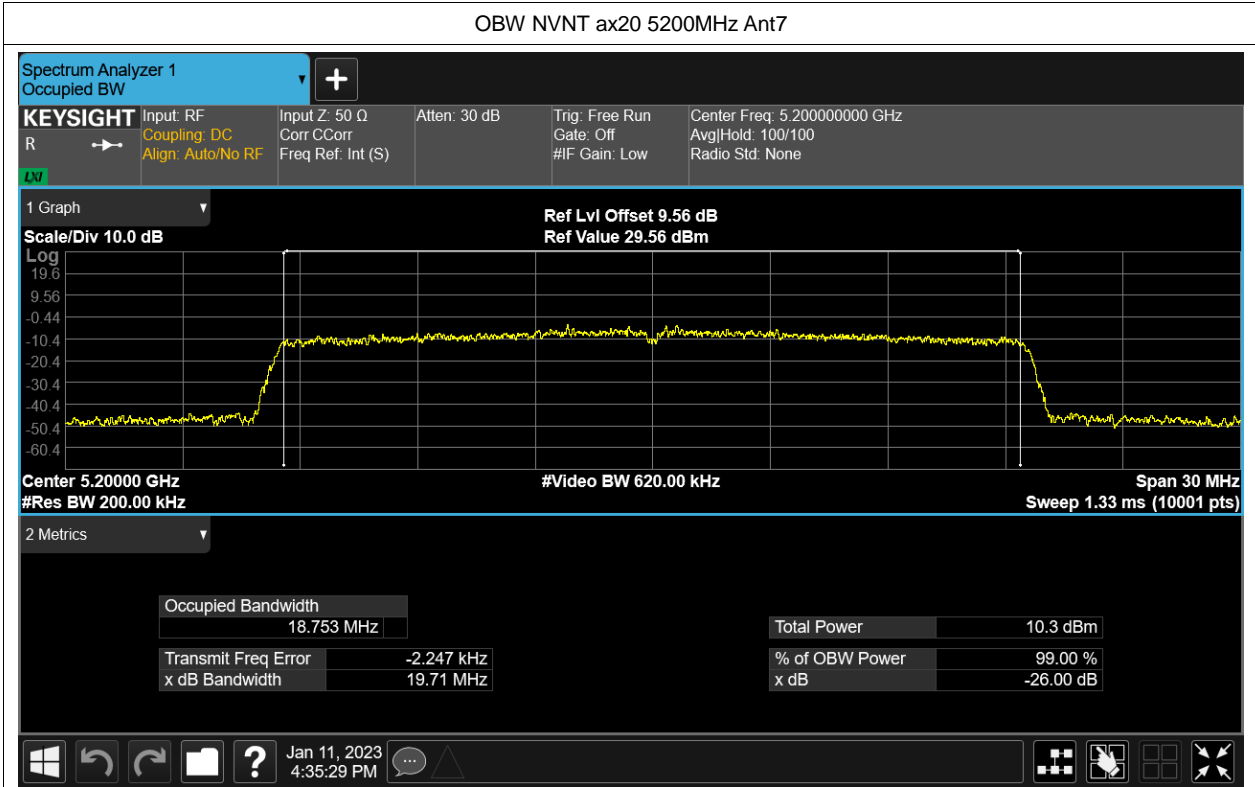 OBW NVNT ax20 5200MHz Ant7
Spectrum Analyzer 1
Occupied BW
KEYSIGHT
R
LXI
Input: RF
Coupling: DC
Align: Auto/No RF
Input Z: 50 Ω
Corr CCorr
Freq Ref: Int (S)
Atten: 30 dB
Trig: Free Run
Gate: Off
#IF Gain: Low
Center Freq: 5.200000000 GHz
Avg|Hold: 100/100
Radio Std: None
1 Graph
Scale/Div 10.0 dB
Ref Lvl Offset 9.56 dB
Ref Value 29.56 dBm
Log
19.6
9.56
-0.44
-10.4
-20.4
-30.4
-40.4
-50.4
-60.4
Center 5.20000 GHz
#Video BW 620.00 kHz
Span 30 MHz
#Res BW 200.00 kHz
Sweep 1.33 ms (10001 pts)
2 Metrics
Occupied Bandwidth
18.753 MHz
Total Power 10.3 dBm
Transmit Freq Error -2.247 kHz
% of OBW Power 99.00 %
x dB Bandwidth 19.71 MHz
x dB -26.00 dB
Jan 11, 2023
4:35:29 PM